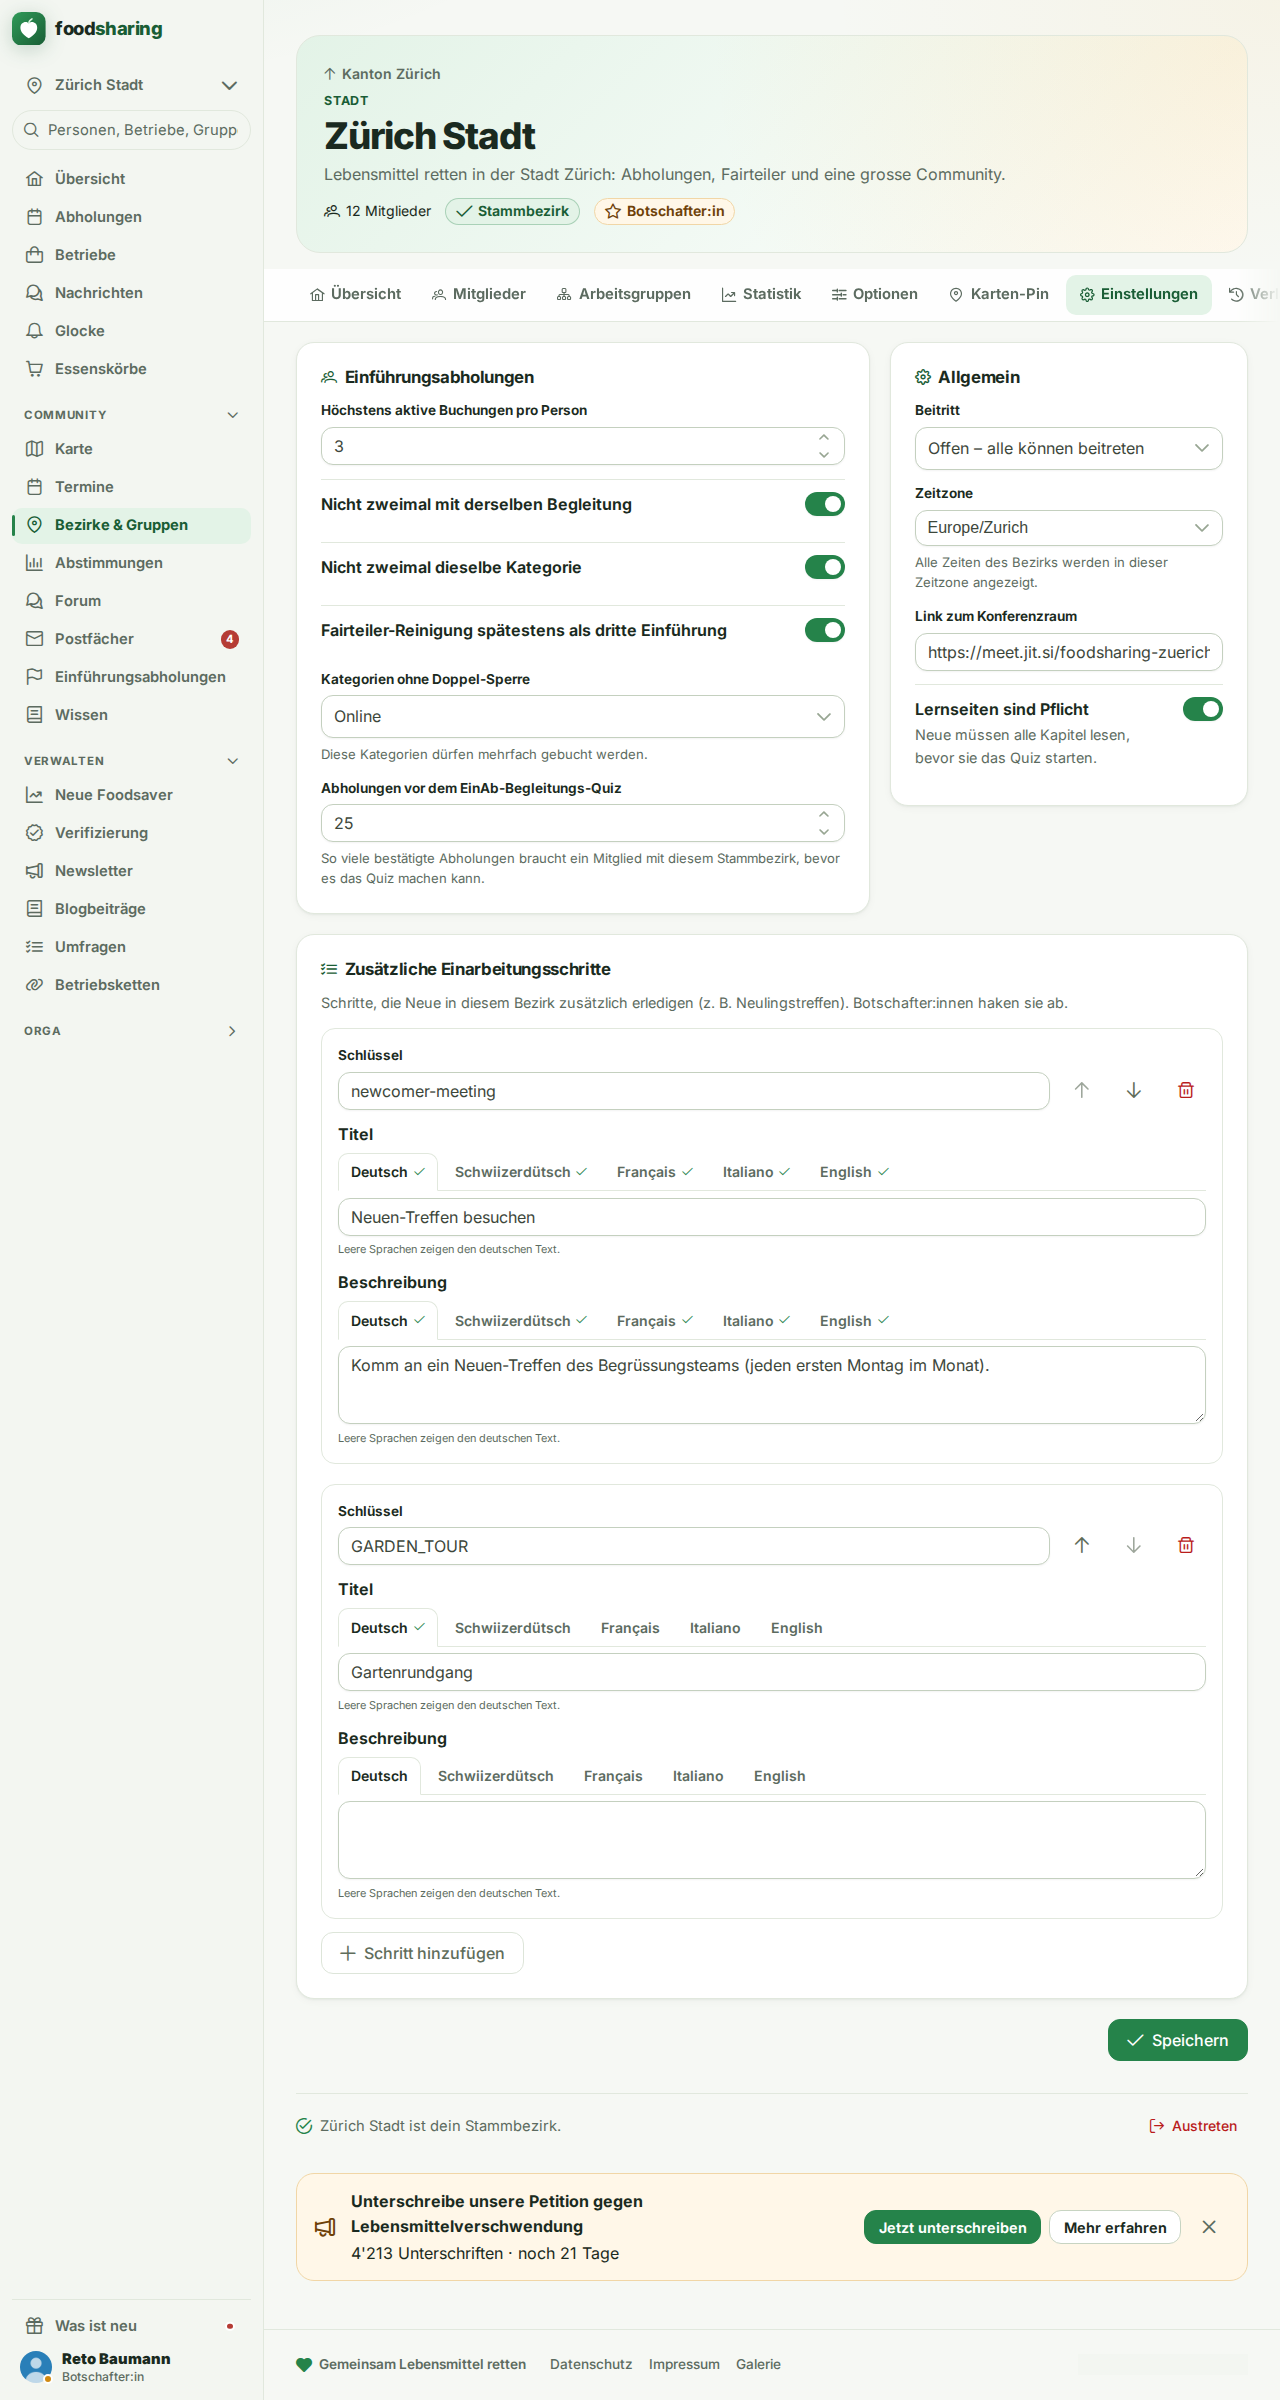 foodsharing
Zürich Stadt
Personen, Betriebe, Grupp
Übersicht
Abholungen
Betriebe
Nachrichten
Glocke
Essenskörbe
COMMUNITY
Karte
Termine
Bezirke & Gruppen
Abstimmungen
Forum
Postfächer 4
Einführungsabholungen
Wissen
VERWALTEN
Neue Foodsaver
Verifizierung
Newsletter
Blogbeiträge
Umfragen
Betriebsketten
ORGA
Was ist neu
Reto Baumann
Botschafter:in
Kanton Zürich
STADT
Zürich Stadt
Lebensmittel retten in der Stadt Zürich: Abholungen, Fairteiler und eine grosse Community.
12 Mitglieder Stammbezirk Botschafter:in
Übersicht Mitglieder Arbeitsgruppen Statistik Optionen Karten-Pin Einstellungen
Einführungsabholungen
Höchstens aktive Buchungen pro Person
3
Nicht zweimal mit derselben Begleitung
Nicht zweimal dieselbe Kategorie
Fairteiler-Reinigung spätestens als dritte Einführung
Kategorien ohne Doppel-Sperre
Online
Diese Kategorien dürfen mehrfach gebucht werden.
Abholungen vor dem EinAb-Begleitungs-Quiz
25
So viele bestätigte Abholungen braucht ein Mitglied mit diesem Stammbezirk, bevor
es das Quiz machen kann.
Allgemein
Beitritt
Offen – alle können beitreten
Zeitzone
Europe/Zurich
Alle Zeiten des Bezirks werden in dieser
Zeitzone angezeigt.
Link zum Konferenzraum
https://meet.jit.si/foodsharing-zuerich
Lernseiten sind Pflicht
Neue müssen alle Kapitel lesen,
bevor sie das Quiz starten.
Zusätzliche Einarbeitungsschritte
Schritte, die Neue in diesem Bezirk zusätzlich erledigen (z. B. Neulingstreffen). Botschafter:innen haken sie ab.
Schlüssel
newcomer-meeting
Titel
Deutsch Schwiizerdütsch Français Italiano English
Neuen-Treffen besuchen
Leere Sprachen zeigen den deutschen Text.
Beschreibung
Deutsch Schwiizerdütsch Français Italiano English
Komm an ein Neuen-Treffen des Begrüssungsteams (jeden ersten Montag im Monat).
Leere Sprachen zeigen den deutschen Text.
Schlüssel
GARDEN_TOUR
Titel
Deutsch Schwiizerdütsch Français Italiano English
Gartenrundgang
Leere Sprachen zeigen den deutschen Text.
Beschreibung
Deutsch Schwiizerdütsch Français Italiano English
Leere Sprachen zeigen den deutschen Text.
Schritt hinzufügen
Speichern
Zürich Stadt ist dein Stammbezirk.
Austreten
Unterschreibe unsere Petition gegen
Lebensmittelverschwendung
4'213 Unterschriften · noch 21 Tage
Jetzt unterschreiben Mehr erfahren
Gemeinsam Lebensmittel retten Datenschutz Impressum Galerie